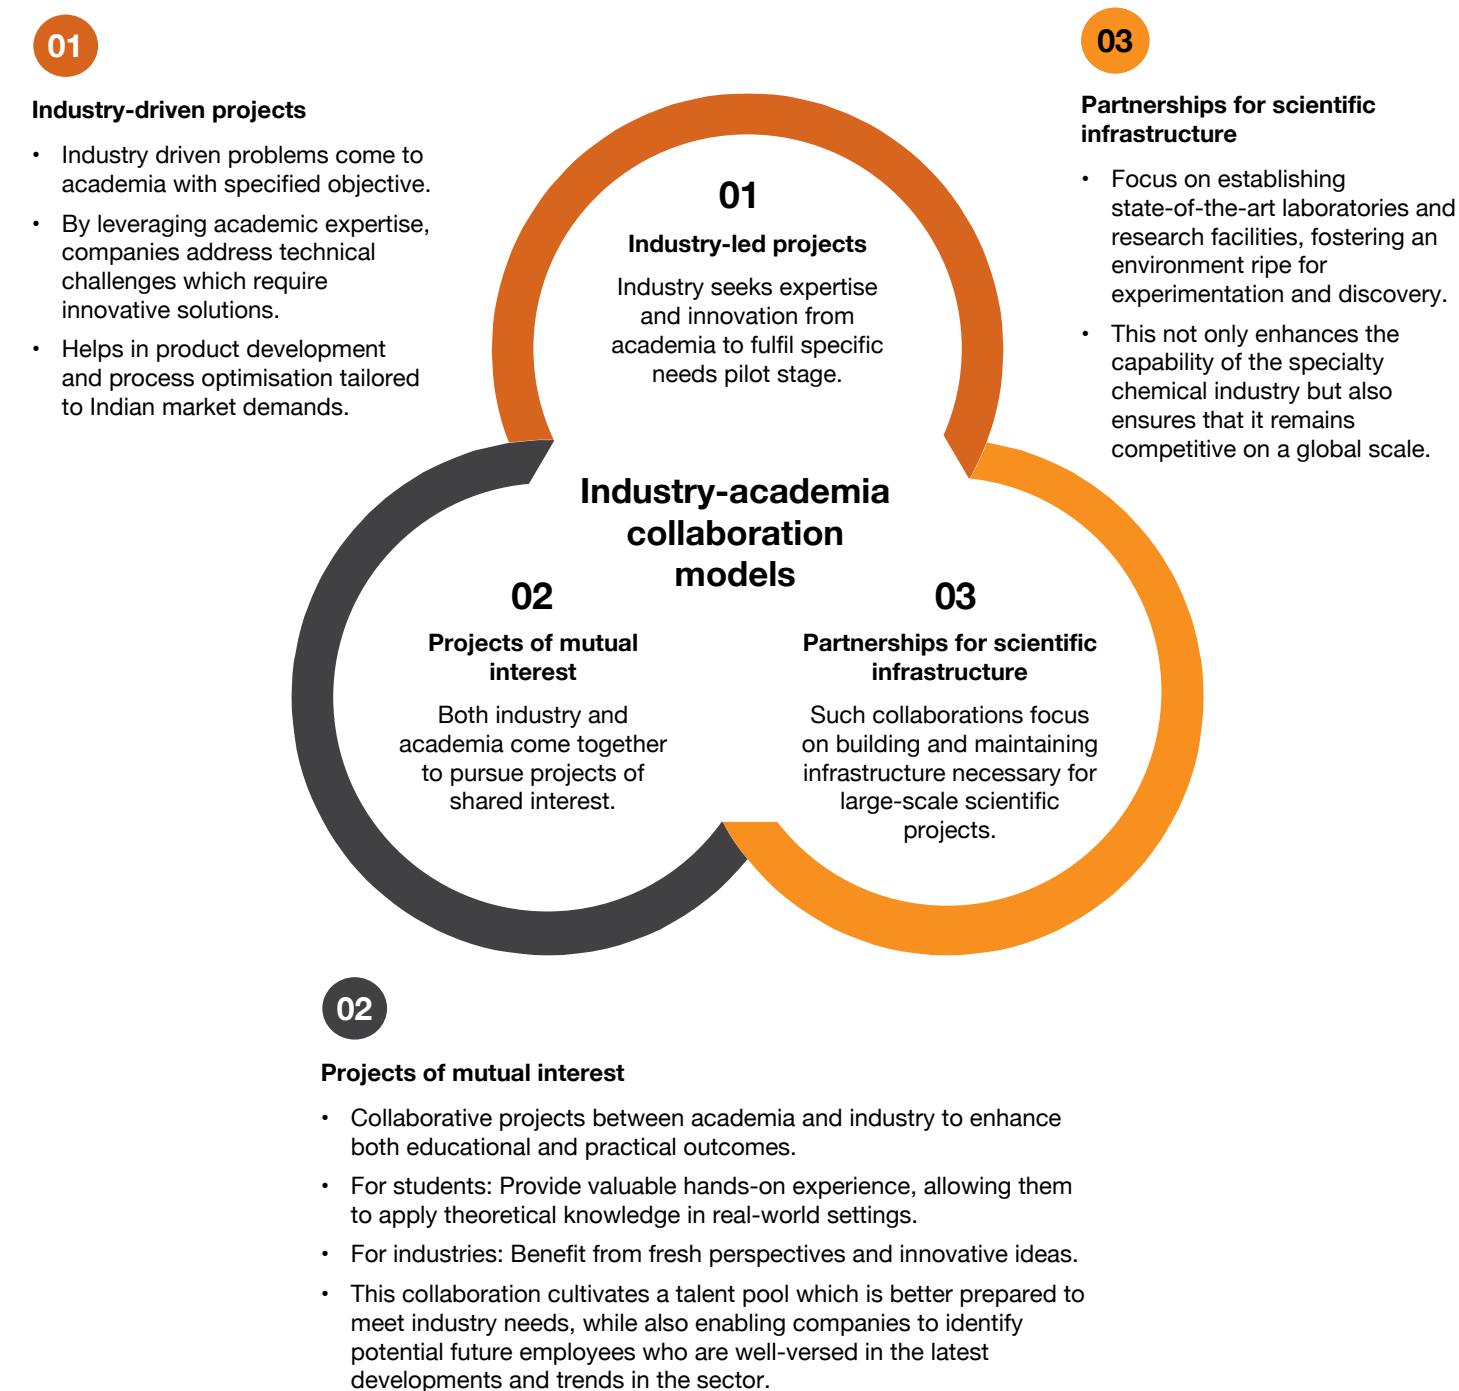 01
Industry-driven projects
• Industry driven problems come to
academia with specified objective.
• By leveraging academic expertise,
companies address technical
challenges which require
innovative solutions.
• Helps in product development
and process optimisation tailored
to Indian market demands.
03
Partnerships for scientific
infrastructure
• Focus on establishing
state-of-the-art laboratories and
research facilities, fostering an
environment ripe for
experimentation and discovery.
• This not only enhances the
capability of the specialty
chemical industry but also
ensures that it remains
competitive on a global scale.
01
Industry-led projects
Industry seeks expertise
and innovation from
academia to fulfil specific
needs pilot stage.
Industry-academia
collaboration
models
02
Projects of mutual
interest
Both industry and
academia come together
to pursue projects of
shared interest.
03
Partnerships for scientific
infrastructure
Such collaborations focus
on building and maintaining
infrastructure necessary for
large-scale scientific
projects.
02
Projects of mutual interest
• Collaborative projects between academia and industry to enhance
both educational and practical outcomes.
• For students: Provide valuable hands-on experience, allowing them
to apply theoretical knowledge in real-world settings.
• For industries: Benefit from fresh perspectives and innovative ideas.
• This collaboration cultivates a talent pool which is better prepared to
meet industry needs, while also enabling companies to identify
potential future employees who are well-versed in the latest
developments and trends in the sector.